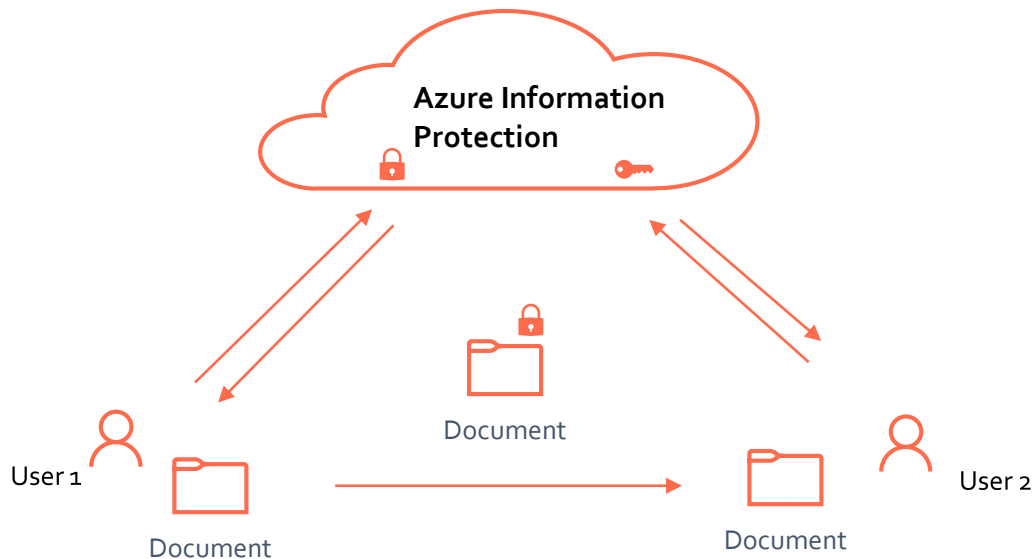 Azure Information
Protection
Document
User 1
User 2
Document
Document